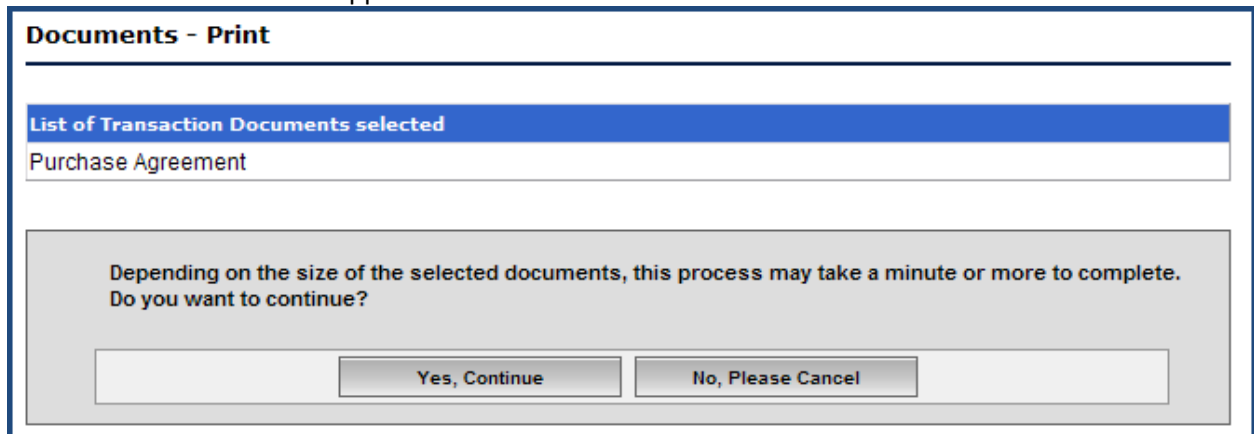 Documents - Print
List of Transaction Documents selected
Purchase Agreement
Depending on the size of the selected documents, this process may take a minute or more to complete.
Do you want to continue?
Yes, Continue No, Please Cancel